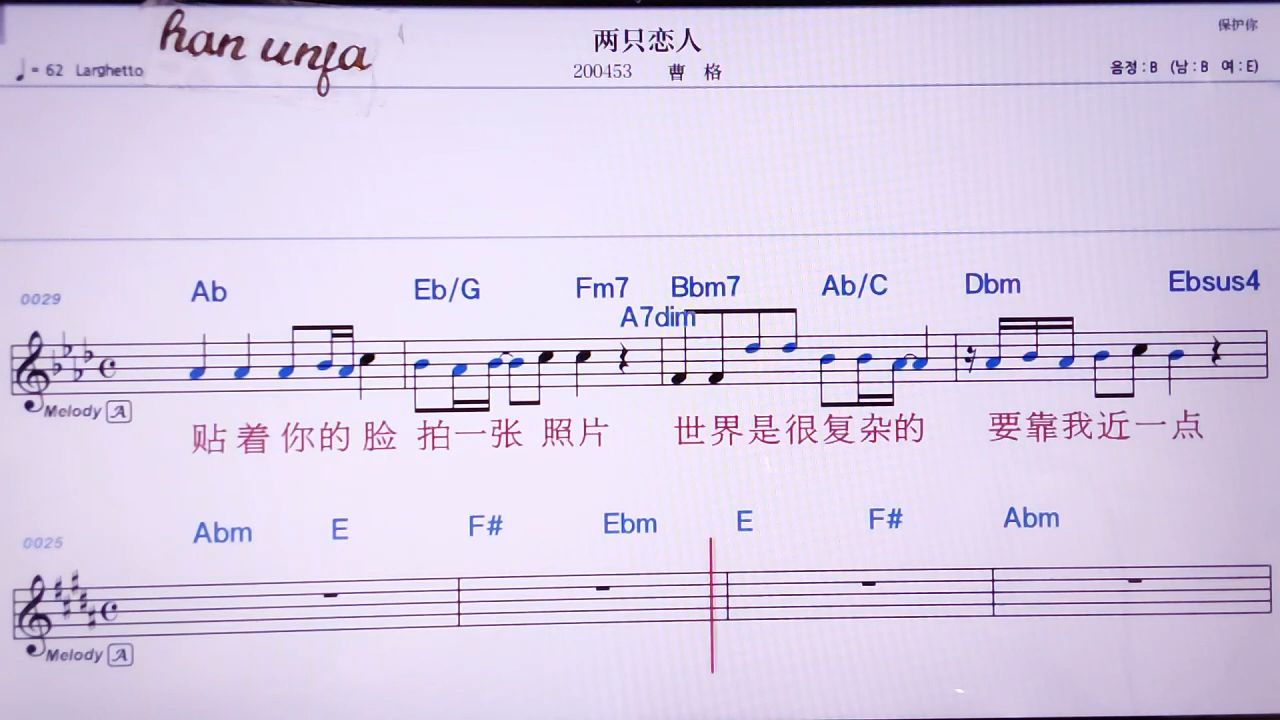 han unja
两只恋人
保护你
♩= 62 Larghetto
200453 曹 格
음정 : B (남 : B 여 : E)
0029
Ab Eb/G Fm7 Bbm7 Ab/C Dbm Ebsus4
A7dim
Melody A
贴着你的脸 拍一张 照片 世界是很复杂的 要靠我近一点
0025
Abm E F# Ebm E F# Abm
Melody A